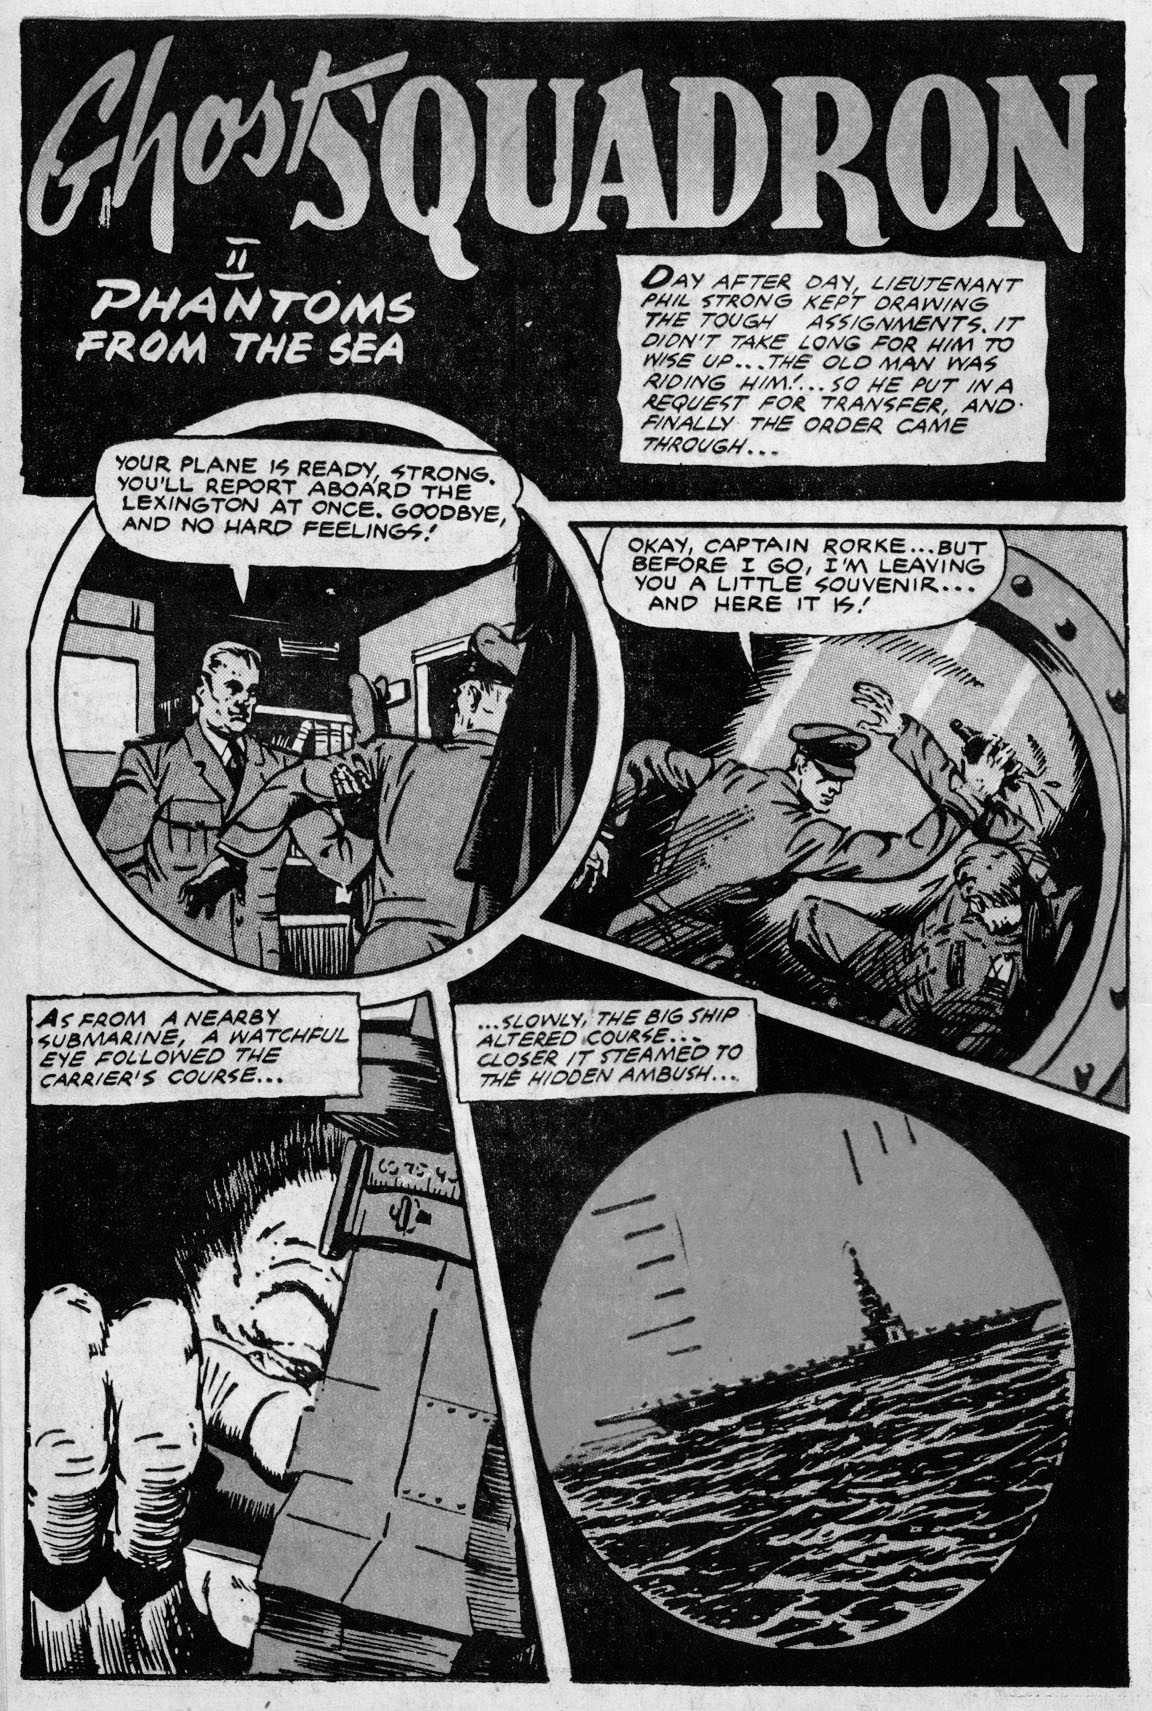 Ghost SQUADRON
II
PHANTOMS
FROM THE SEA
DAY AFTER DAY, LIEUTENANT
PHIL STRONG KEPT DRAWING
THE TOUGH ASSIGNMENTS. IT
DIDN'T TAKE LONG FOR HIM TO
WISE UP...THE OLD MAN WAS
RIDING HIM!...SO HE PUT IN A
REQUEST FOR TRANSFER, AND
FINALLY THE ORDER CAME
THROUGH...
YOUR PLANE IS READY, STRONG.
YOU'LL REPORT ABOARD THE
LEXINGTON AT ONCE. GOODBYE,
AND NO HARD FEELINGS!
OKAY, CAPTAIN RORKE...BUT
BEFORE I GO, I'M LEAVING
YOU A LITTLE SOUVENIR...
AND HERE IT IS!
AS FROM A NEARBY
SUBMARINE, A WATCHFUL
EYE FOLLOWED THE
CARRIER'S COURSE...
...SLOWLY, THE BIG SHIP
ALTERED COURSE...
CLOSER IT STEAMED TO
THE HIDDEN AMBUSH...